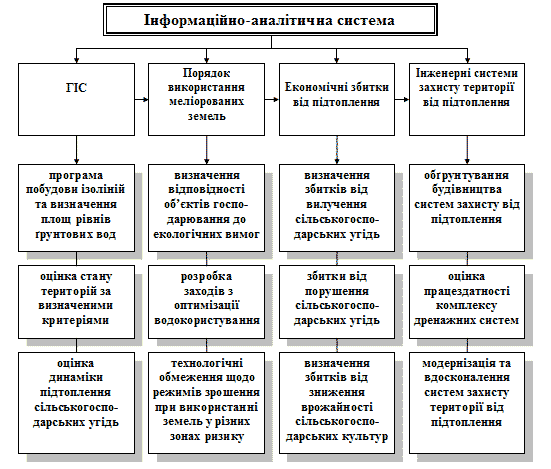 Інформаційно-аналітична система
ГІС
Порядок
використання
меліорованих
земель
Економічні збитки
від підтоплення
Інженерні системи
захисту території
від підтоплення
програма
побудови ізоліній
та визначення
площ рівнів
ґрунтових вод
визначення
відповідності
об’єктів госпо-
дарювання до
екологічних вимог
визначення
збитків від
вилучення
сільськогоспо-
дарських угідь
обґрунтування
будівництва
систем захисту від
підтоплення
оцінка стану
територій за
визначеними
критеріями
розробка
заходів з
оптимізації
водокористування
збитки від
порушення
сільськогоспо-
дарських угідь
оцінка
працездатності
комплексу
дренажних систем
оцінка
динаміки
підтоплення
сільськогоспо-
дарських угідь
технологічні
обмеження щодо
режимів зрошення
при використанні
земель у різних
зонах ризику
визначення
збитків від
зниження
врожайності
сільськогоспо-
дарських культур
модернізація та
вдосконалення
систем захисту
території від
підтоплення